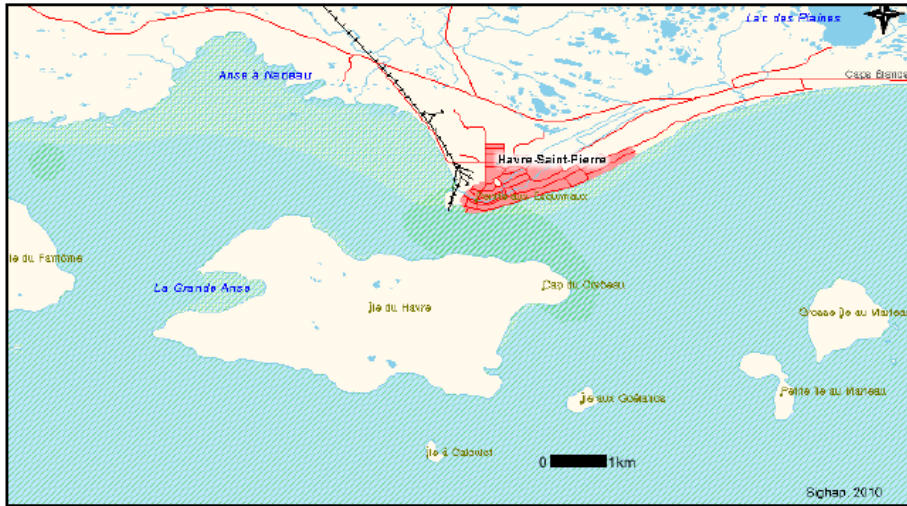 Lac des Plaines
Anse à Nadeau
Havre-Saint-Pierre
Pointe des Esquimaux
Île du Fantôme
La Grande Anse
Cap du Corbeau
Île du Havre
Grosse Île au Marteau
Petite Île au Marteau
Île aux Goélands
Île à Calculot
0 1km
Sighap, 2010